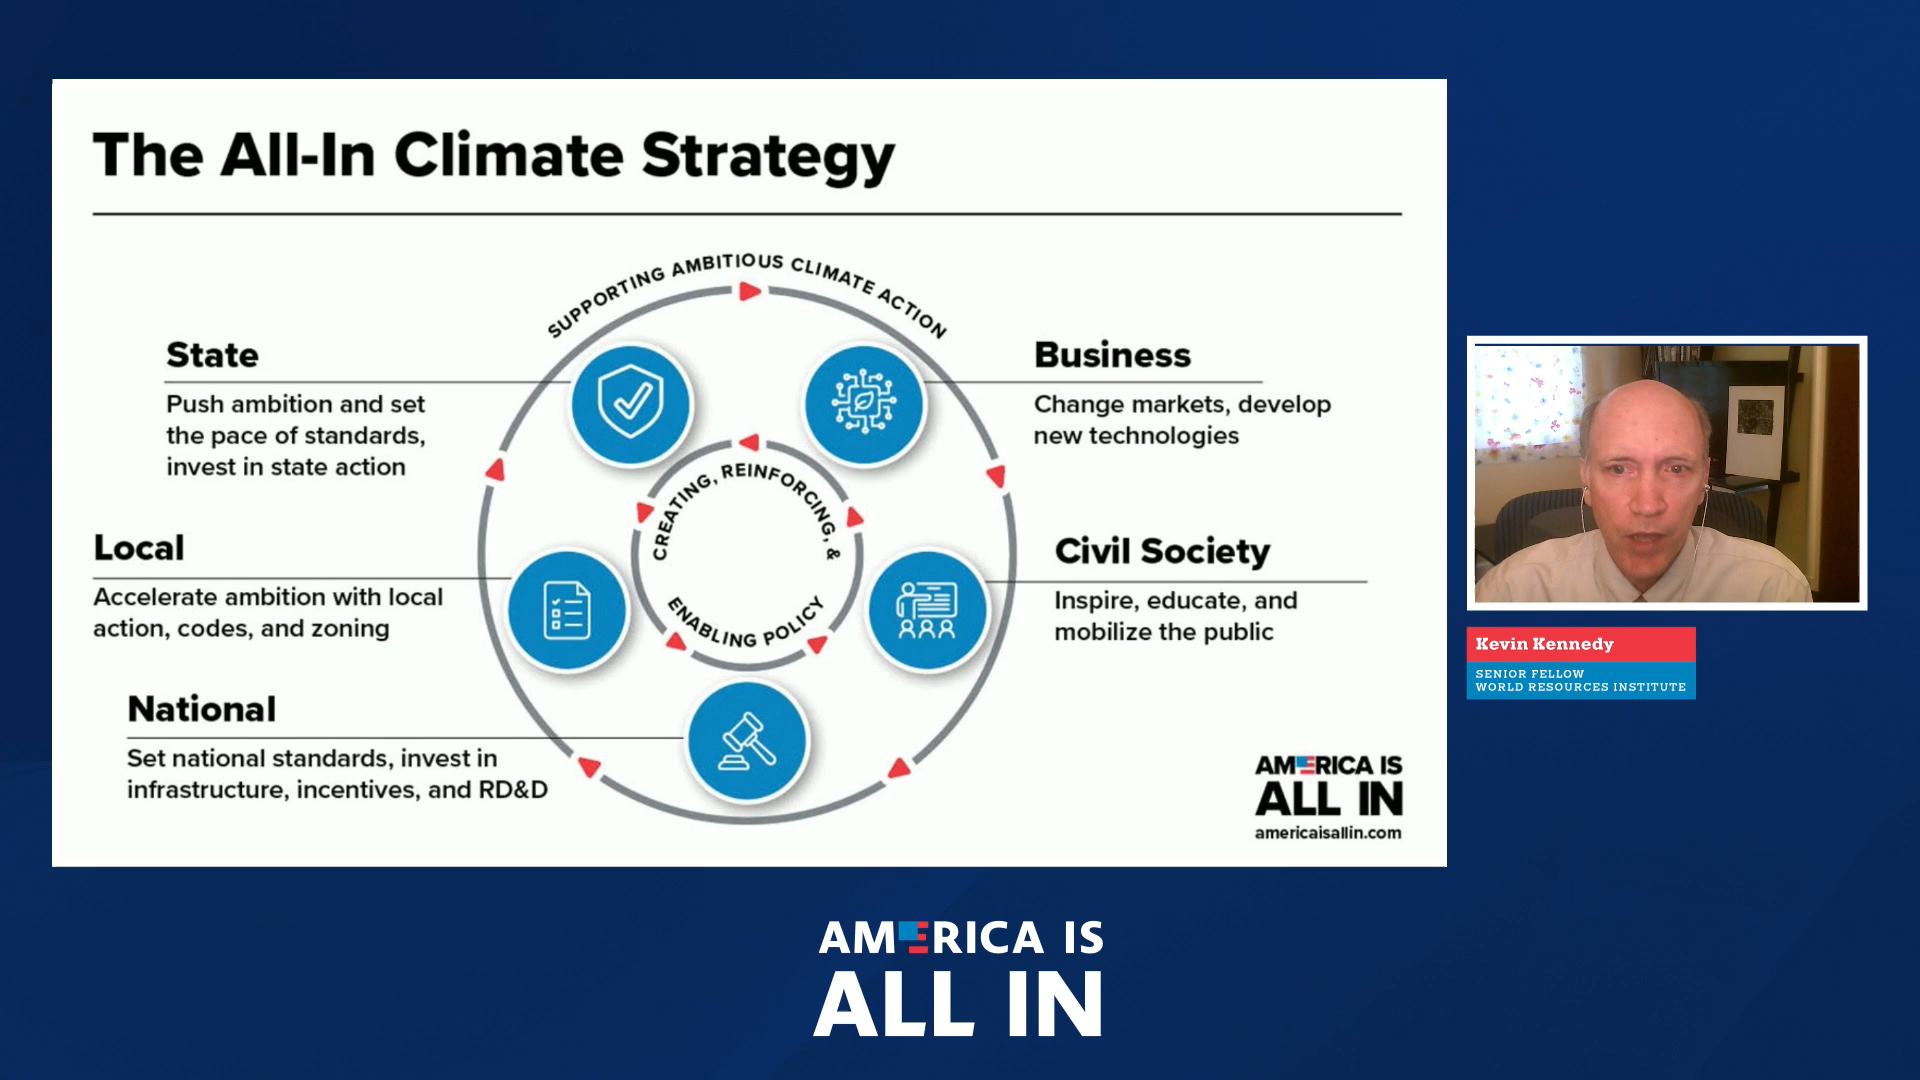 The All-In Climate Strategy
SUPPORTING AMBITIOUS CLIMATE ACTION
State
Push ambition and set
the pace of standards,
invest in state action
Business
Change markets, develop
new technologies
CREATING, REINFORCING, &
ENABLING POLICY
Local
Accelerate ambition with local
action, codes, and zoning
Civil Society
Inspire, educate, and
mobilize the public
National
Set national standards, invest in
infrastructure, incentives, and RD&D
AMERICA IS
ALL IN
americaisallin.com
Kevin Kennedy
SENIOR FELLOW
WORLD RESOURCES INSTITUTE
AMERICA IS
ALL IN